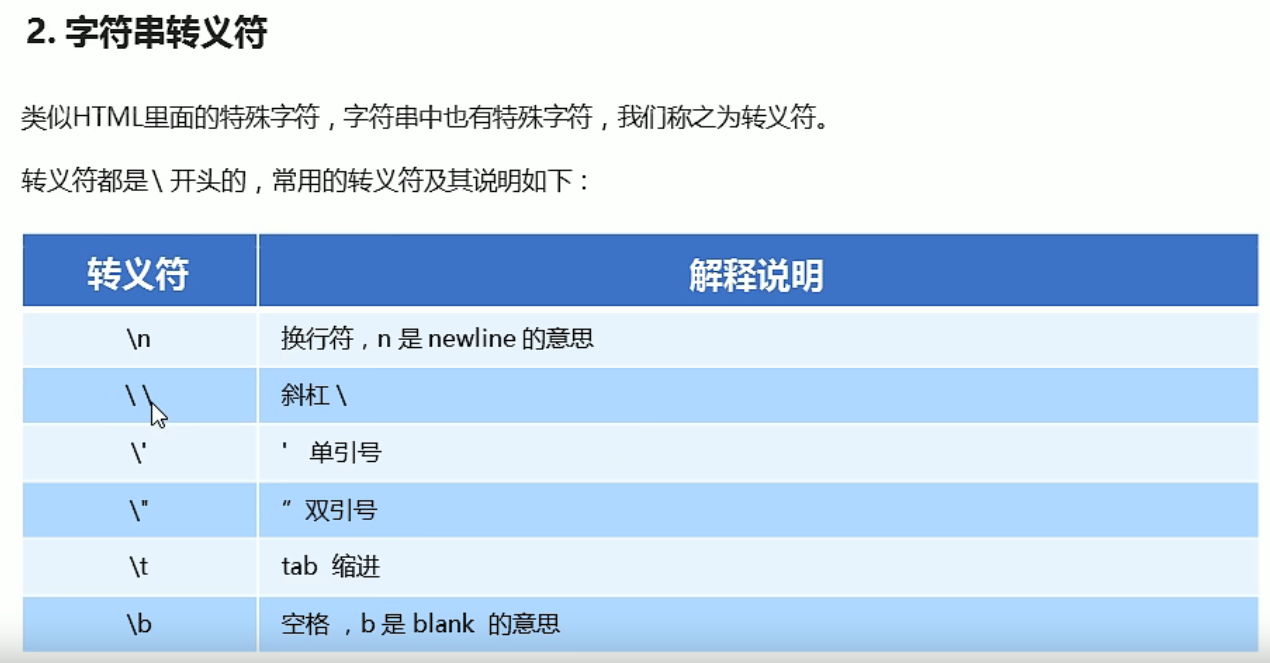 2. 字符串转义符
类似HTML里面的特殊字符，字符串中也有特殊字符，我们称之为转义符。
转义符都是 \ 开头的，常用的转义符及其说明如下：
转义符 解释说明
\n 换行符，n 是 newline 的意思
\ \ 斜杠 \
\' ' 单引号
\" ” 双引号
\t tab 缩进
\b 空格 ，b 是 blank 的意思